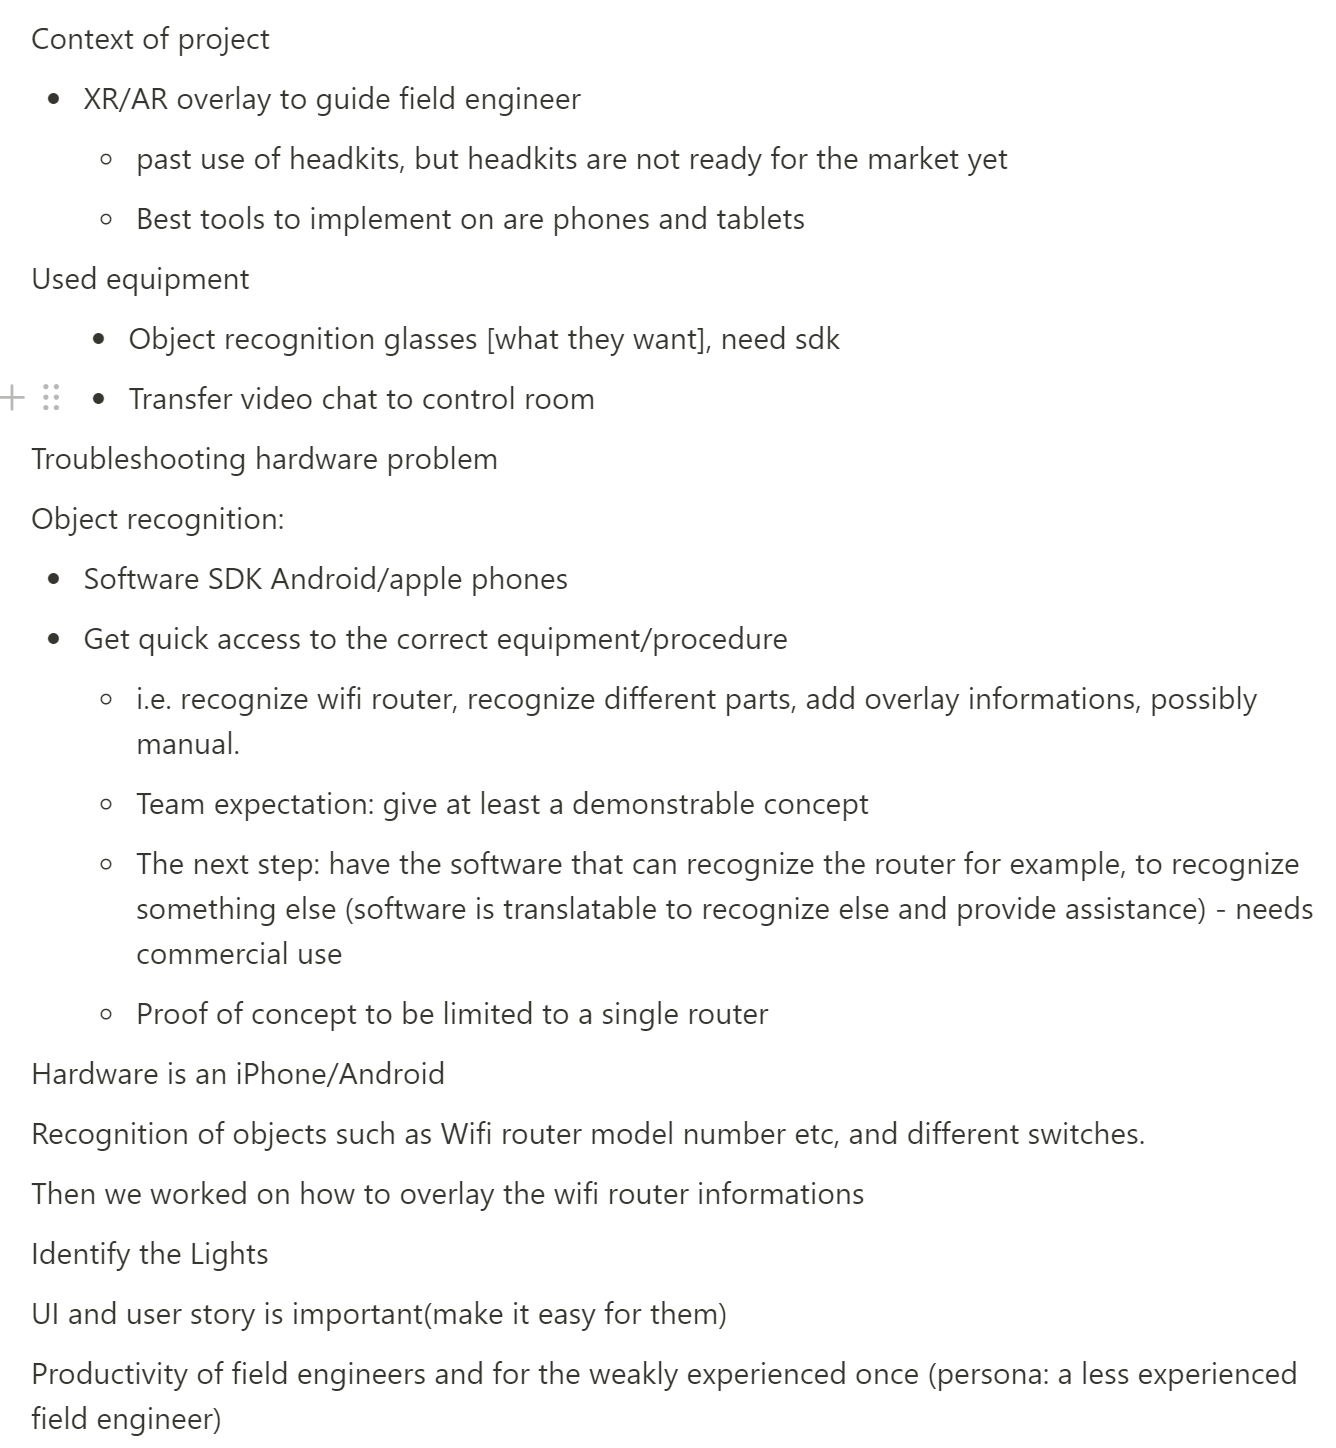 Context of project
XR/AR overlay to guide field engineer
past use of headkits, but headkits are not ready for the market yet
Best tools to implement on are phones and tablets
Used equipment
Object recognition glasses [what they want], need sdk
Transfer video chat to control room
Troubleshooting hardware problem
Object recognition:
Software SDK Android/apple phones
Get quick access to the correct equipment/procedure
i.e. recognize wifi router, recognize different parts, add overlay informations, possibly
manual.
Team expectation: give at least a demonstrable concept
The next step: have the software that can recognize the router for example, to recognize
something else (software is translatable to recognize else and provide assistance) - needs
commercial use
Proof of concept to be limited to a single router
Hardware is an iPhone/Android
Recognition of objects such as Wifi router model number etc, and different switches.
Then we worked on how to overlay the wifi router informations
Identify the Lights
UI and user story is important(make it easy for them)
Productivity of field engineers and for the weakly experienced once (persona: a less experienced
field engineer)